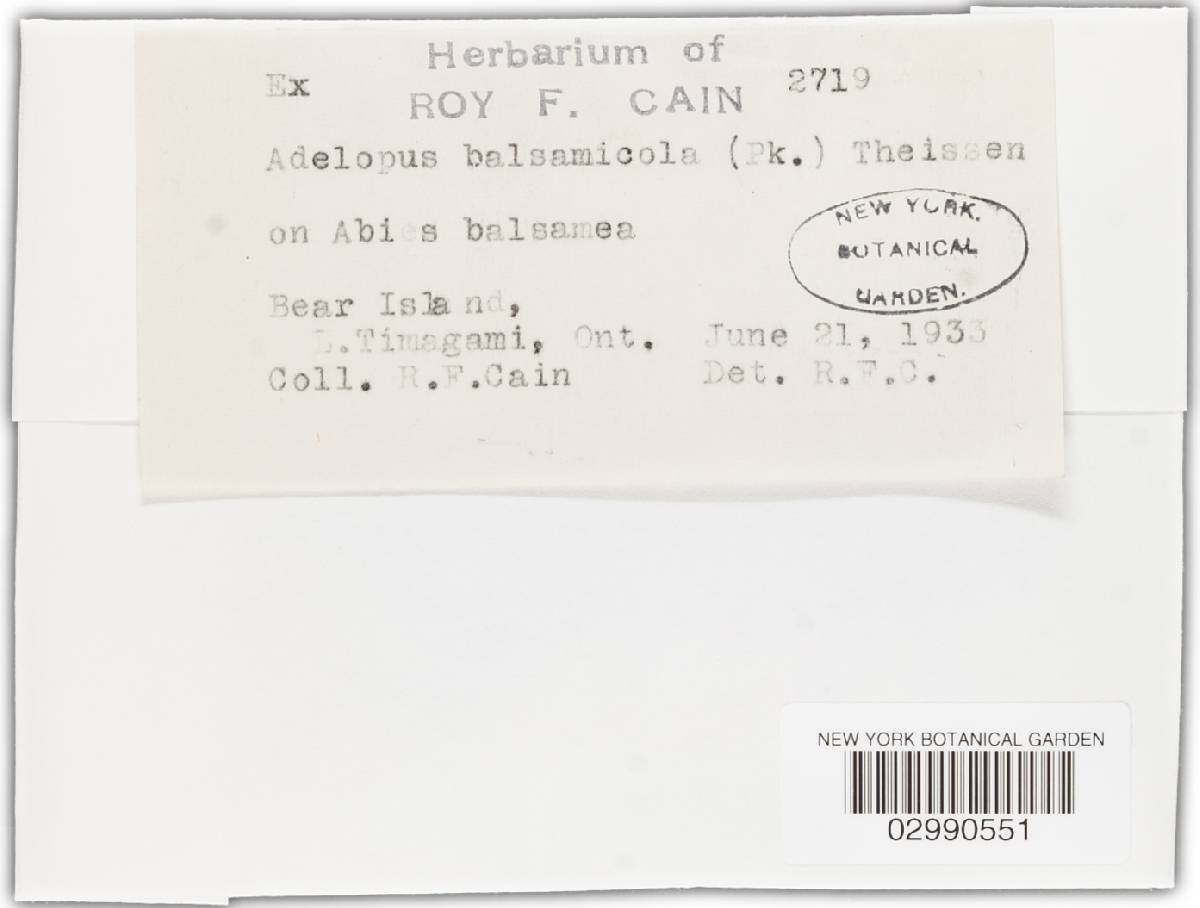 Herbarium of
Ex ROY F. CAIN 2719
Adelopus balsamicola (Pk.) Theissen
on Abies balsamea
NEW YORK.
BOTANICAL
GARDEN.
Bear Island,
L.Timagami, Ont. June 21, 1933
Coll. R.F.Cain Det. R.F.C.
NEW YORK BOTANICAL GARDEN
02990551